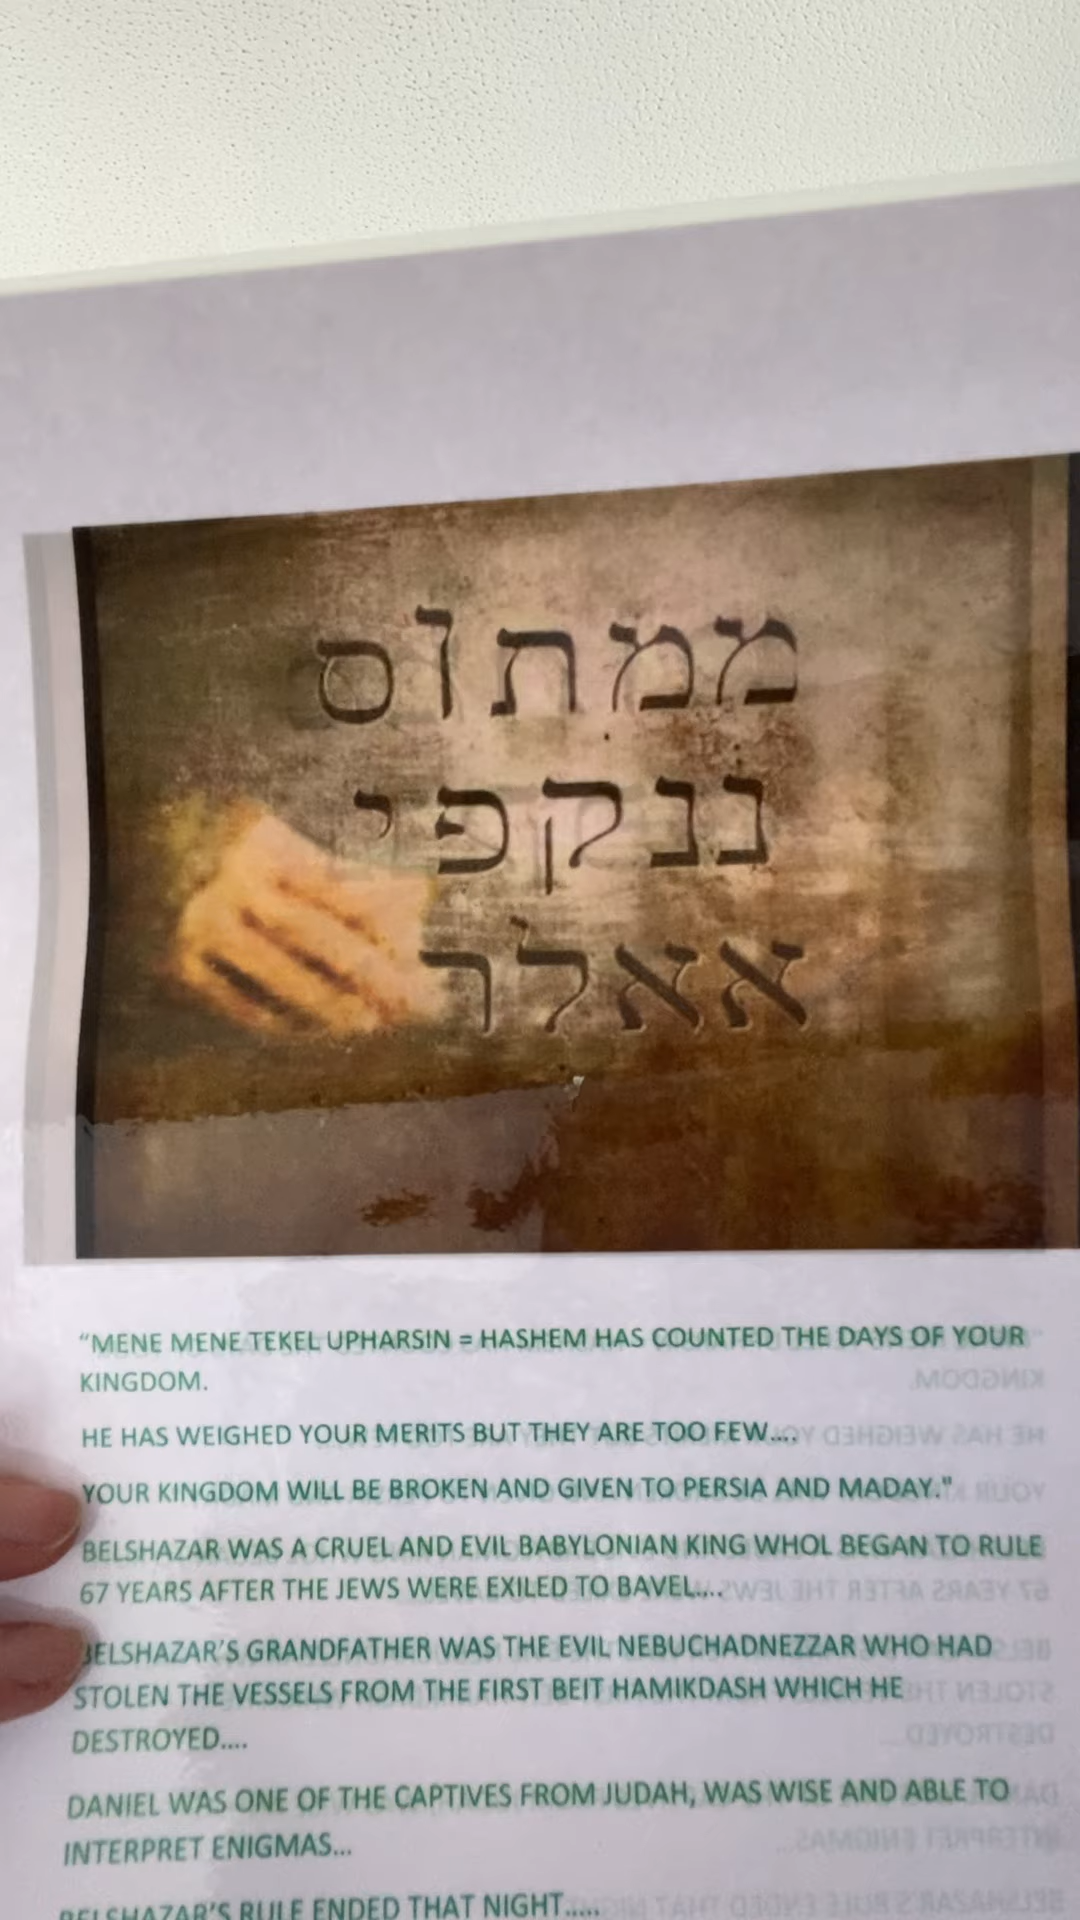 ממתוס
ננקפי
אאלר
“MENE MENE TEKEL UPHARSIN = HASHEM HAS COUNTED THE DAYS OF YOUR
KINGDOM.
HE HAS WEIGHED YOUR MERITS BUT THEY ARE TOO FEW....
YOUR KINGDOM WILL BE BROKEN AND GIVEN TO PERSIA AND MADAY."
BELSHAZAR WAS A CRUEL AND EVIL BABYLONIAN KING WHOL BEGAN TO RULE
67 YEARS AFTER THE JEWS WERE EXILED TO BAVEL...
BELSHAZAR’S GRANDFATHER WAS THE EVIL NEBUCHADNEZZAR WHO HAD
STOLEN THE VESSELS FROM THE FIRST BEIT HAMIKDASH WHICH HE
DESTROYED....
DANIEL WAS ONE OF THE CAPTIVES FROM JUDAH, WAS WISE AND ABLE TO
INTERPRET ENIGMAS...
BELSHAZAR’S RULE ENDED THAT NIGHT.....